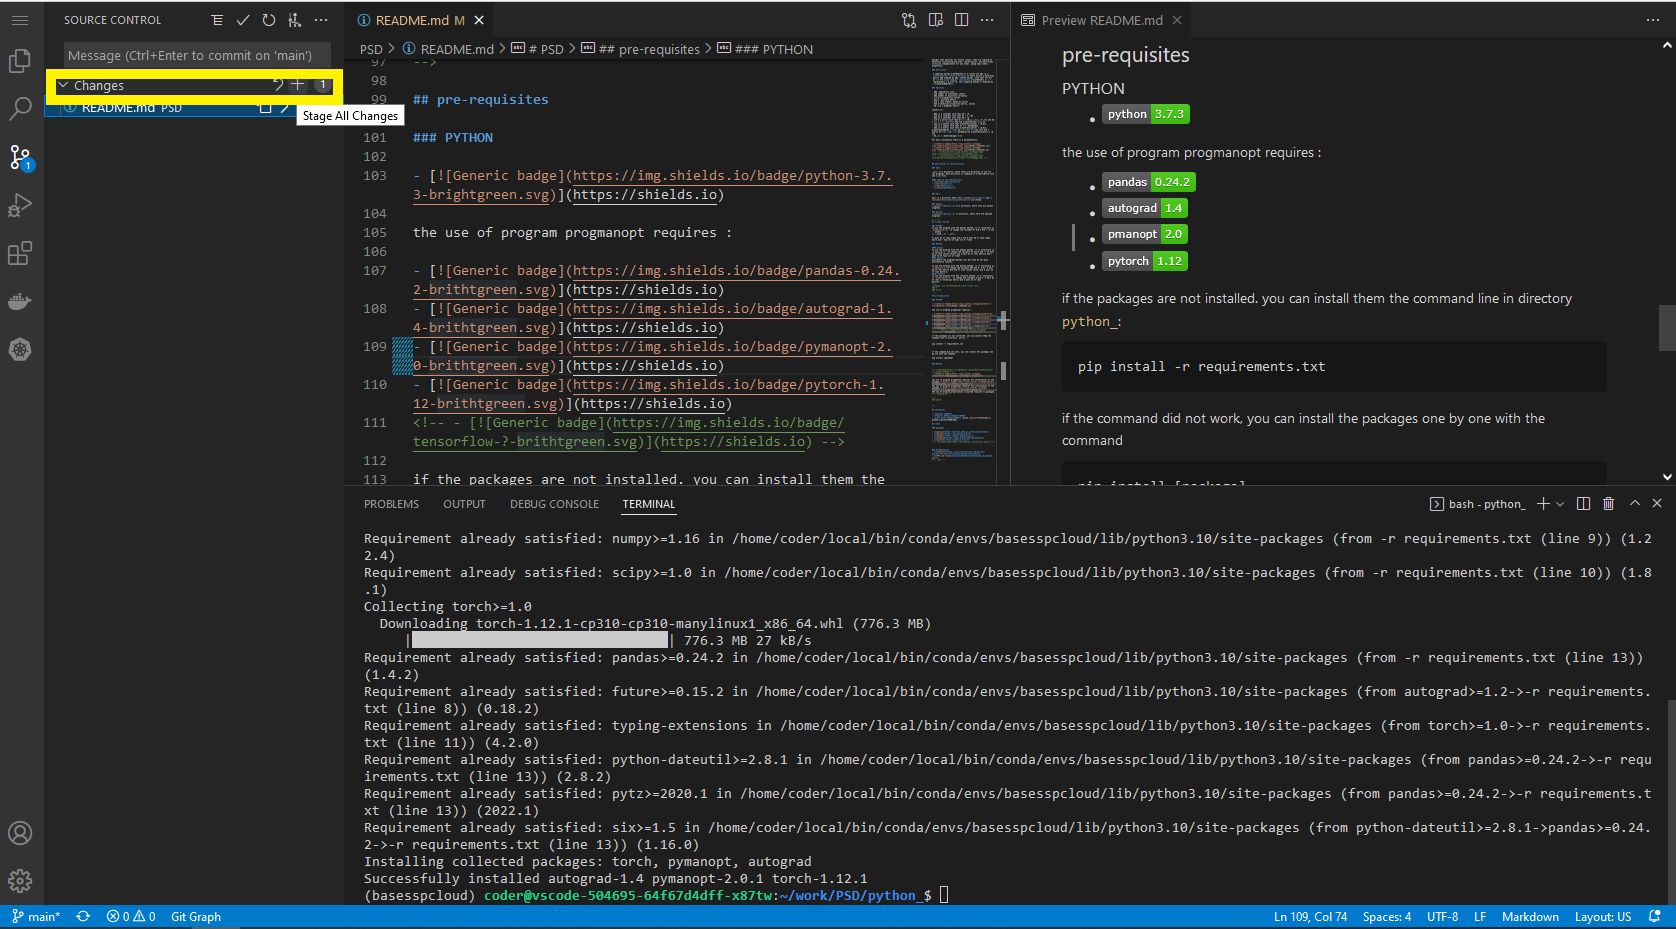 SOURCE CONTROL
Message (Ctrl+Enter to commit on 'main')
Changes
1
README.md PSD
Stage All Changes
1
README.md M
PSD > README.md > # PSD > ## pre-requisites > ### PYTHON
97 -->
98
99 ## pre-requisites
101 ### PYTHON
102
103 - [![Generic badge](https://img.shields.io/badge/python-3.7.
3-brightgreen.svg)](https://shields.io)
104
105 the use of program progmanopt requires :
106
107 - [![Generic badge](https://img.shields.io/badge/pandas-0.24.
2-brithtgreen.svg)](https://shields.io)
108 - [![Generic badge](https://img.shields.io/badge/autograd-1.
4-brithtgreen.svg)](https://shields.io)
109 - [![Generic badge](https://img.shields.io/badge/pymanopt-2.
0-brithtgreen.svg)](https://shields.io)
110 - [![Generic badge](https://img.shields.io/badge/pytorch-1.
12-brithtgreen.svg)](https://shields.io)
111 <!-- - [![Generic badge](https://img.shields.io/badge/
tensorflow-?-brithtgreen.svg)](https://shields.io) -->
112
113 if the packages are not installed. you can install them the
Preview README.md
pre-requisites
PYTHON
python 3.7.3
the use of program progmanopt requires :
pandas 0.24.2
autograd 1.4
pmanopt 2.0
pytorch 1.12
if the packages are not installed. you can install them the command line in directory
python_:
pip install -r requirements.txt
if the command did not work, you can install the packages one by one with the
command
pip install [package]
PROBLEMS OUTPUT DEBUG CONSOLE TERMINAL
bash - python_
Requirement already satisfied: numpy>=1.16 in /home/coder/local/bin/conda/envs/basesspcloud/lib/python3.10/site-packages (from -r requirements.txt (line 9)) (1.2
2.4)
Requirement already satisfied: scipy>=1.0 in /home/coder/local/bin/conda/envs/basesspcloud/lib/python3.10/site-packages (from -r requirements.txt (line 10)) (1.8
.1)
Collecting torch>=1.0
Downloading torch-1.12.1-cp310-cp310-manylinux1_x86_64.whl (776.3 MB)
| | 776.3 MB 27 kB/s
Requirement already satisfied: pandas>=0.24.2 in /home/coder/local/bin/conda/envs/basesspcloud/lib/python3.10/site-packages (from -r requirements.txt (line 13))
(1.4.2)
Requirement already satisfied: future>=0.15.2 in /home/coder/local/bin/conda/envs/basesspcloud/lib/python3.10/site-packages (from autograd>=1.2->-r requirements.
txt (line 8)) (0.18.2)
Requirement already satisfied: typing-extensions in /home/coder/local/bin/conda/envs/basesspcloud/lib/python3.10/site-packages (from torch>=1.0->-r requirements.
txt (line 11)) (4.2.0)
Requirement already satisfied: python-dateutil>=2.8.1 in /home/coder/local/bin/conda/envs/basesspcloud/lib/python3.10/site-packages (from pandas>=0.24.2->-r requ
irements.txt (line 13)) (2.8.2)
Requirement already satisfied: pytz>=2020.1 in /home/coder/local/bin/conda/envs/basesspcloud/lib/python3.10/site-packages (from pandas>=0.24.2->-r requirements.t
xt (line 13)) (2022.1)
Requirement already satisfied: six>=1.5 in /home/coder/local/bin/conda/envs/basesspcloud/lib/python3.10/site-packages (from python-dateutil>=2.8.1->pandas>=0.24.
2->-r requirements.txt (line 13)) (1.16.0)
Installing collected packages: torch, pymanopt, autograd
Successfully installed autograd-1.4 pymanopt-2.0.1 torch-1.12.1
(basesspcloud) coder@vscode-504695-64f67d4dff-x87tw:~/work/PSD/python_$
main* 0 0 Git Graph
Ln 109, Col 74 Spaces: 4 UTF-8 LF Markdown Layout: US